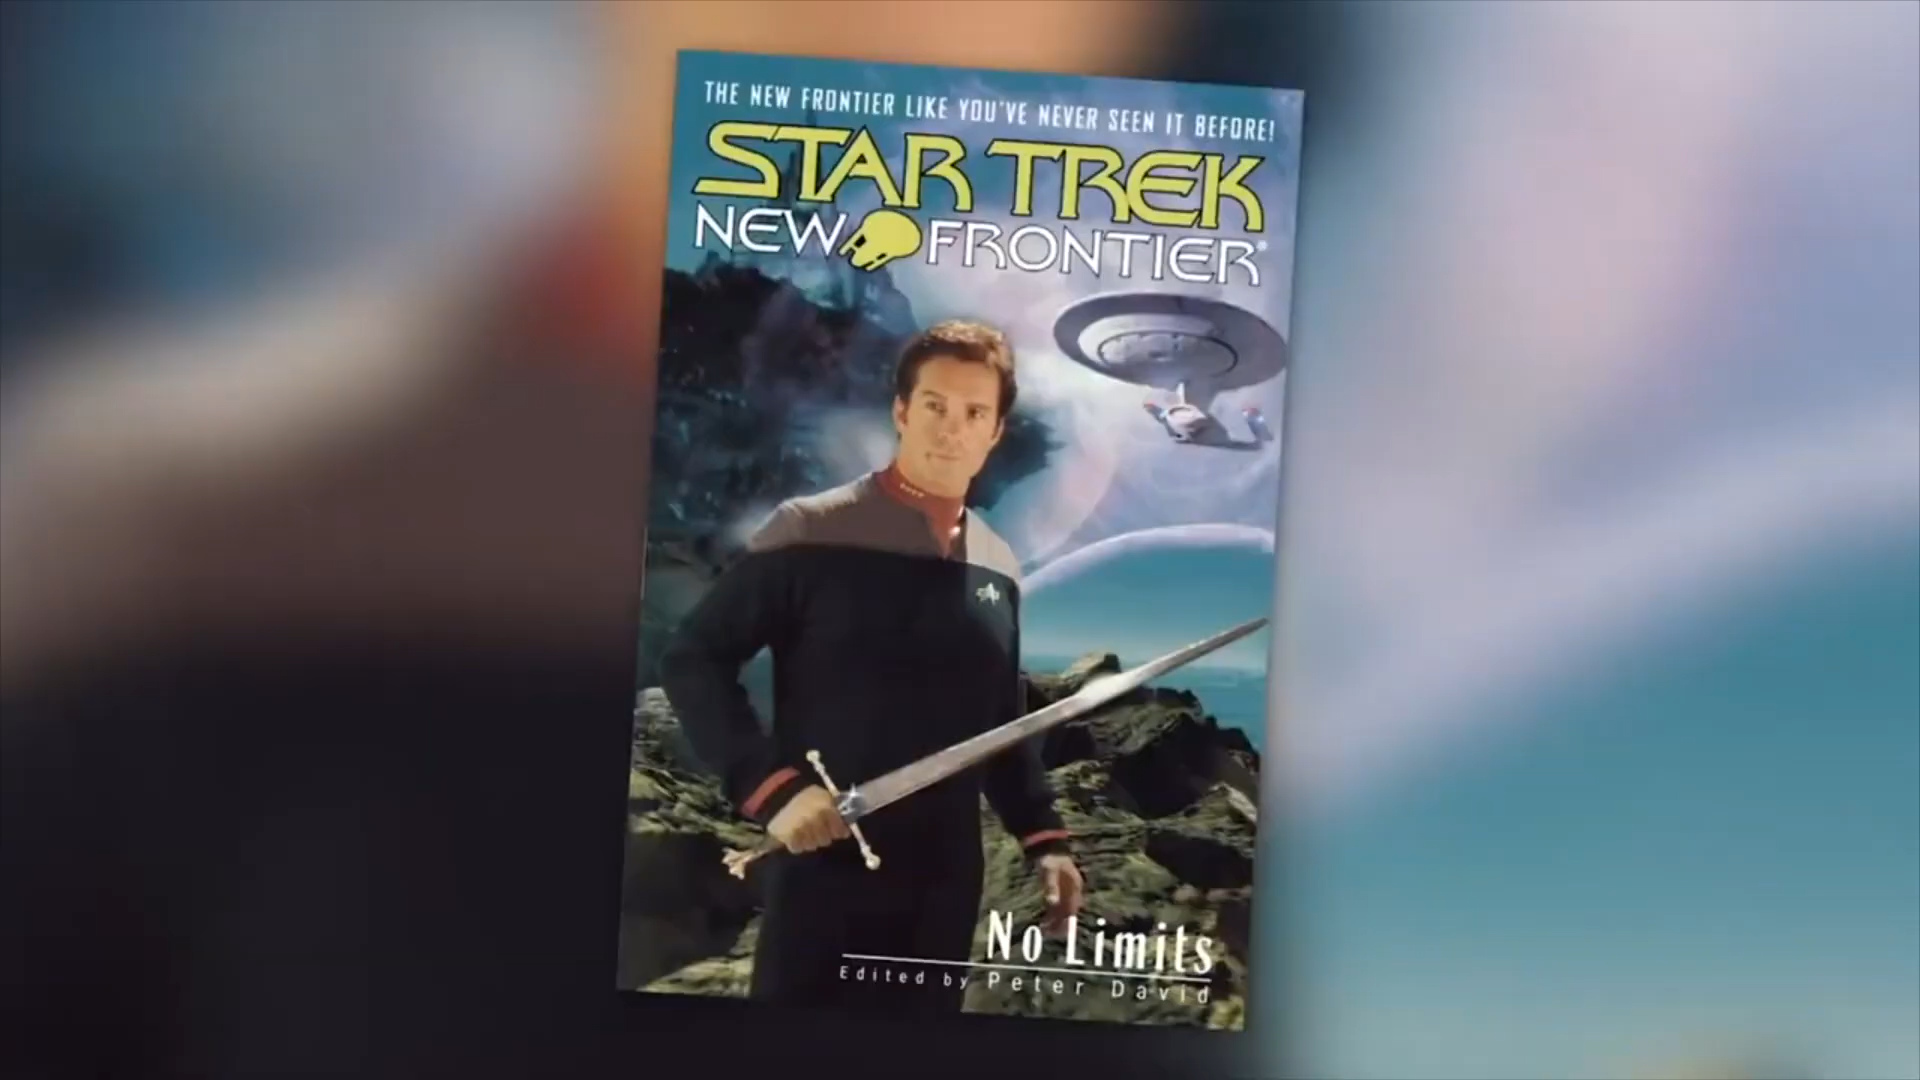 THE NEW FRONTIER LIKE YOU'VE NEVER SEEN IT BEFORE!
STAR TREK
NEW FRONTIER®
No Limits
Edited by Peter David